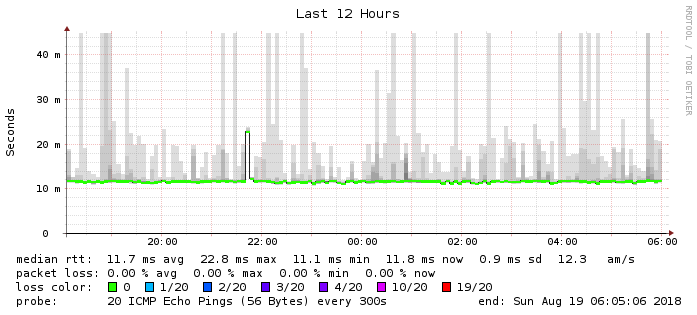 Last 12 Hours
RRDTOOL / TOBI OETIKER
Seconds
40 m
30 m
20 m
10 m
0
20:00 22:00 00:00 02:00 04:00 06:00
median rtt: 11.7 ms avg 22.8 ms max 11.1 ms min 11.8 ms now 0.9 ms sd 12.3 am/s
packet loss: 0.00 % avg 0.00 % max 0.00 % min 0.00 % now
loss color: 0 1/20 2/20 3/20 4/20 10/20 19/20
probe: 20 ICMP Echo Pings (56 Bytes) every 300s end: Sun Aug 19 06:05:06 2018